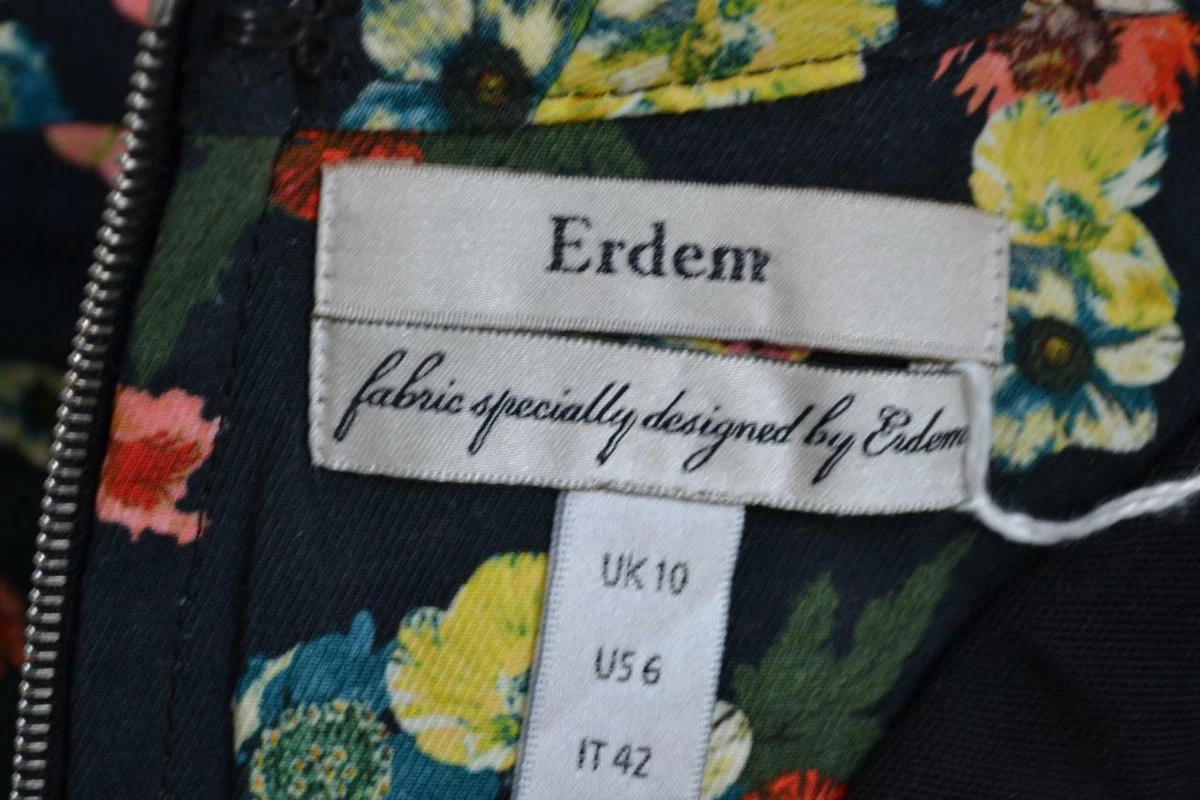 Erdem
fabric specially designed by Erdem
UK 10
US 6
IT 42